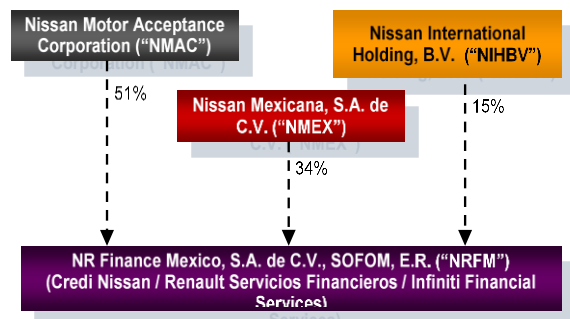 Nissan Motor Acceptance
Corporation (“NMAC”)
Nissan International
Holding, B.V. (“NIHBV”)
51%
Nissan Mexicana, S.A. de
C.V. (“NMEX”)
15%
34%
NR Finance Mexico, S.A. de C.V., SOFOM, E.R. (“NRFM”)
(Credi Nissan / Renault Servicios Financieros / Infiniti Financial
Services)